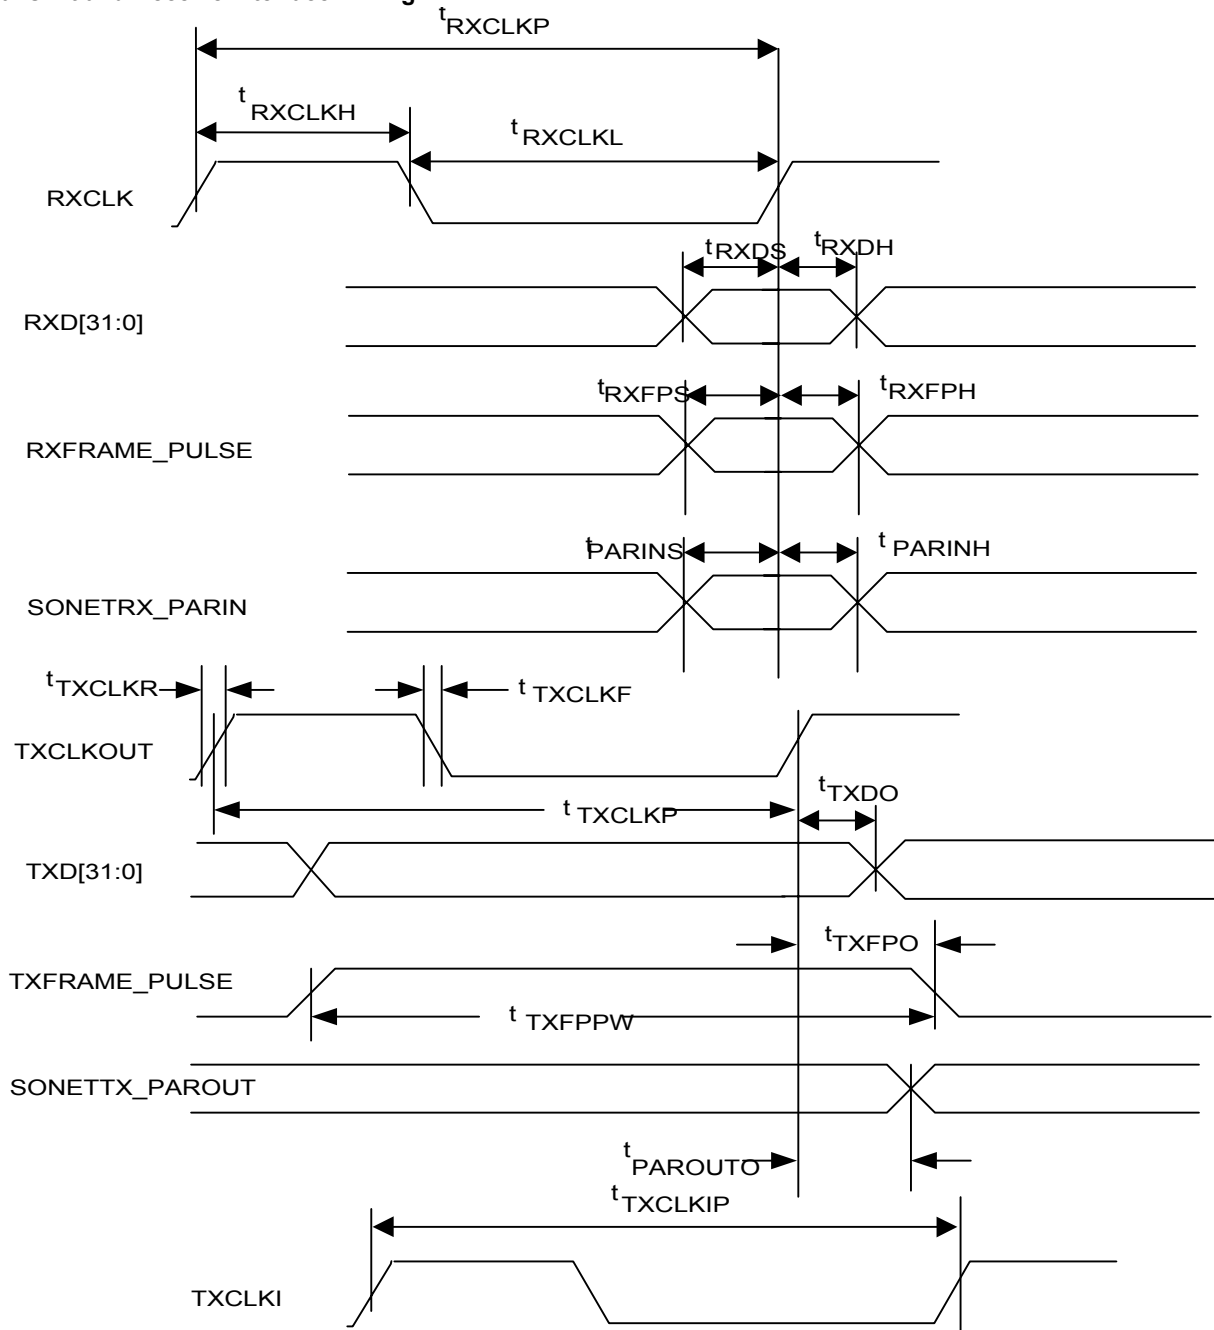 tRXCLKP
tRXCLKH
tRXCLKL
RXCLK
tRXDS
tRXDH
RXD[31:0]
tRXFPS
tRXFPH
RXFRAME_PULSE
tPARINS
tPARINH
SONETRX_PARIN
tTXCLKR
tTXCLKF
TXCLKOUT
tTXDO
tTXCLKP
TXD[31:0]
tTXFPO
TXFRAME_PULSE
tTXFPPW
SONETTX_PAROUT
tPAROUTO
tTXCLKIP
TXCLKI